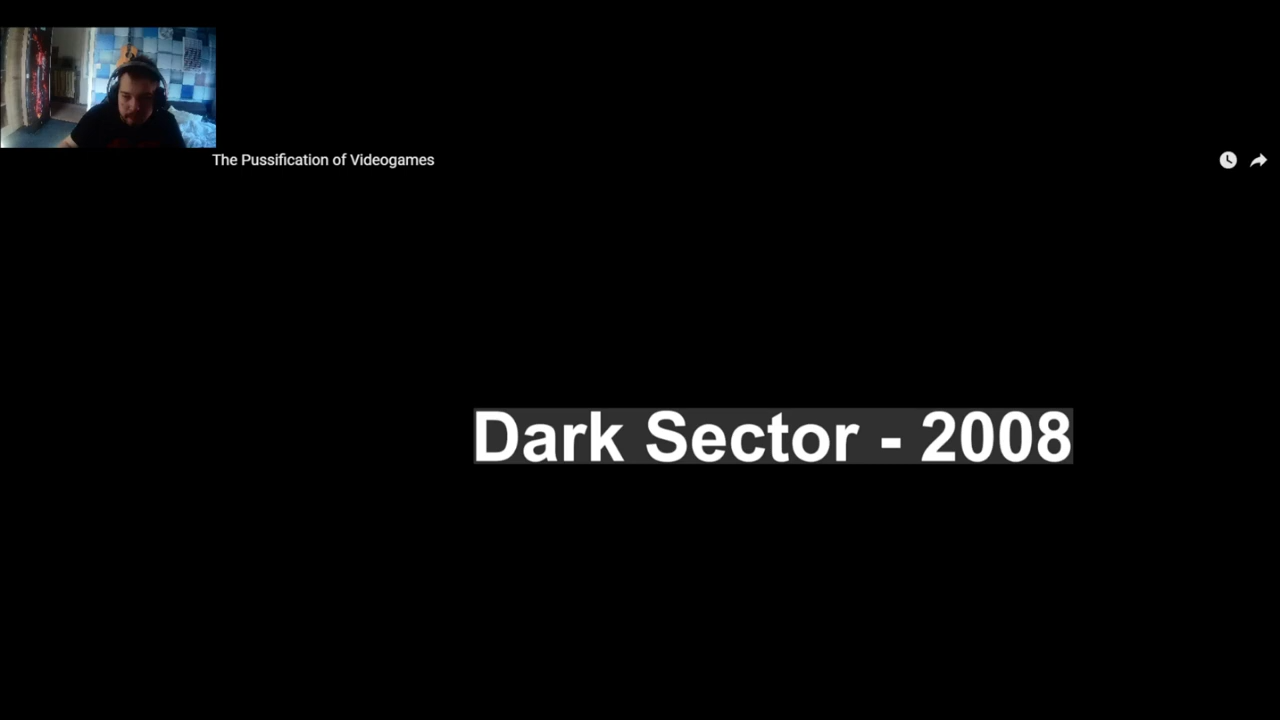 The Pussification of Videogames
Dark Sector - 2008